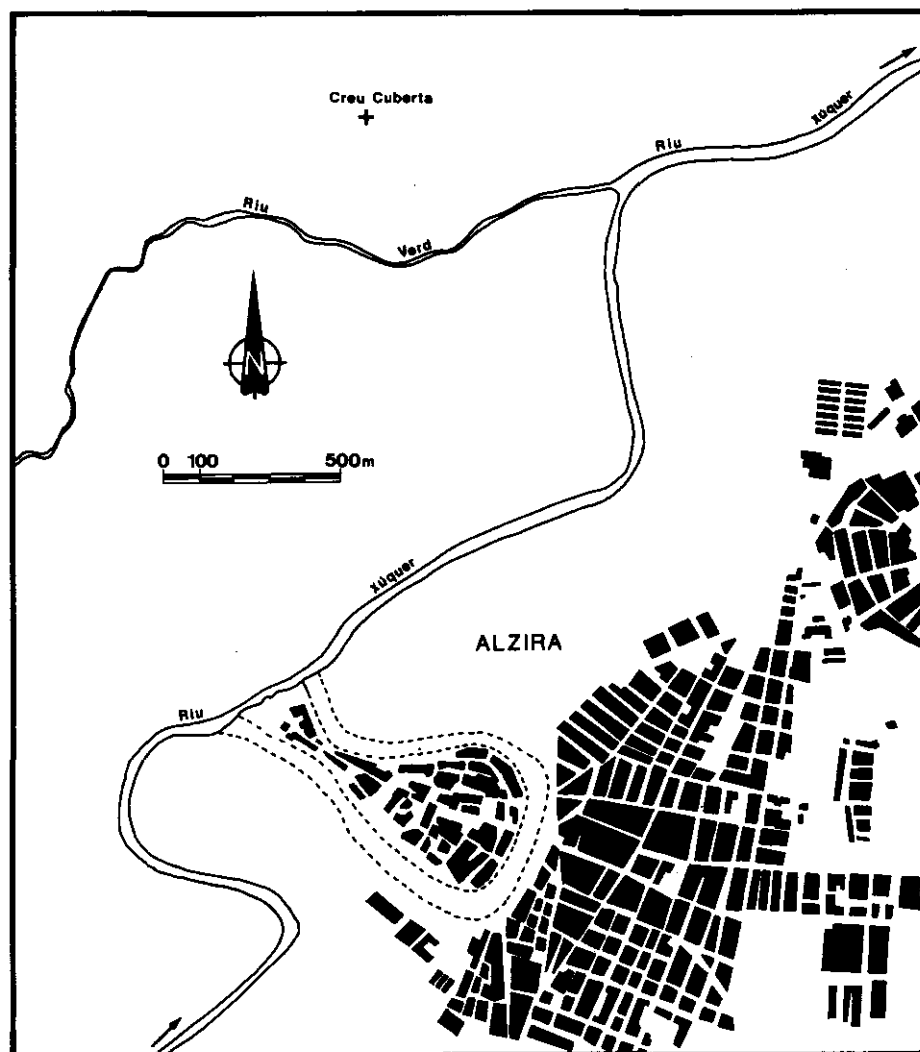 Creu Cuberta
Riu Xúquer
Riu Verd
N
0 100 500m
Xúquer
ALZIRA
Riu